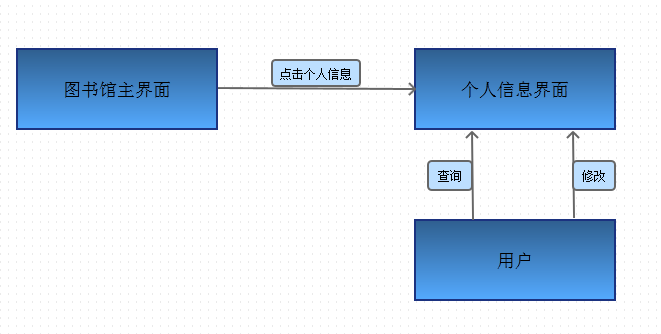 图书馆主界面
点击个人信息
个人信息界面
查询
修改
用户